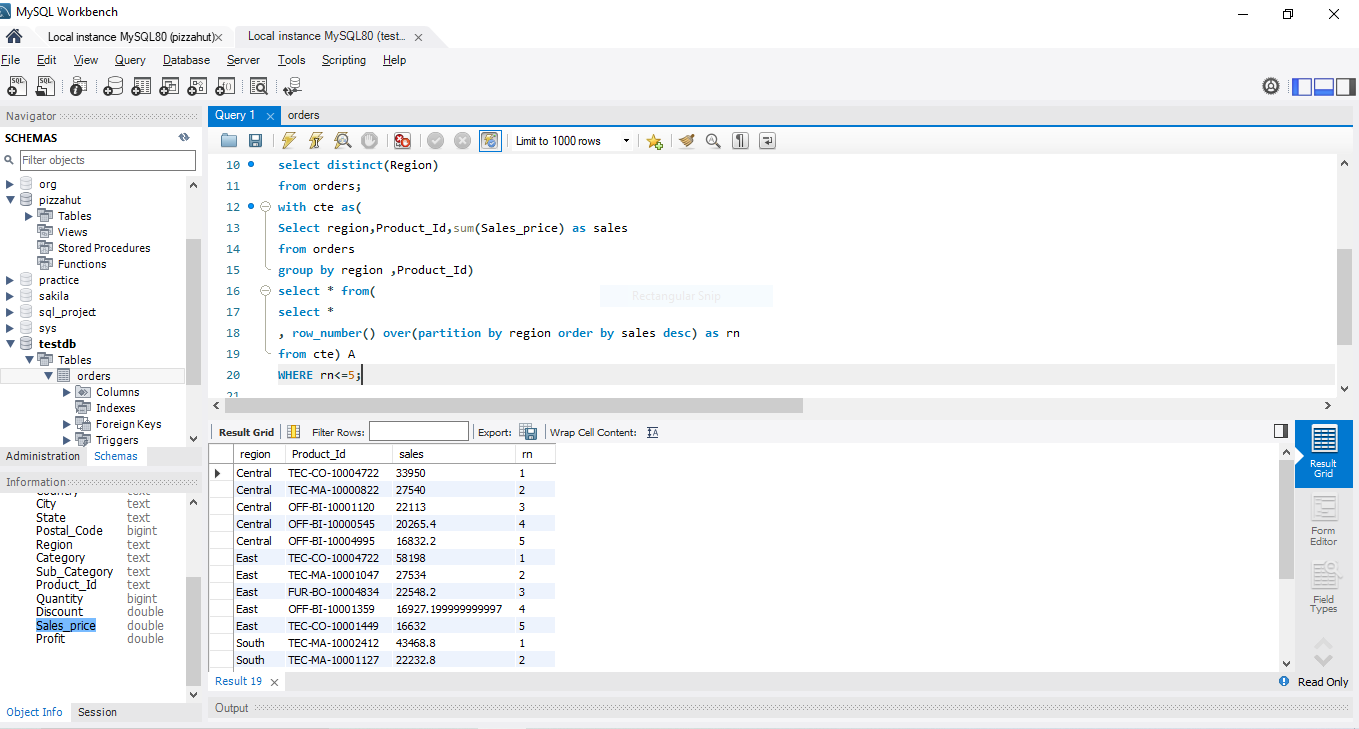 MySQL Workbench
Local instance MySQL80 (pizzahut)
Local instance MySQL80 (test...
File Edit View Query Database Server Tools Scripting Help
Navigator
SCHEMAS
Filter objects
org
pizzahut
Tables
Views
Stored Procedures
Functions
practice
sakila
sql_project
sys
testdb
Tables
orders
Columns
Indexes
Foreign Keys
Triggers
Administration Schemas
Information
Country text
City text
State text
Postal_Code bigint
Region text
Category text
Sub_Category text
Product_Id text
Quantity bigint
Discount double
Sales_price double
Profit double
Object Info Session
Query 1 orders
Limit to 1000 rows
10 select distinct(Region)
11 from orders;
12 with cte as(
13 Select region,Product_Id,sum(Sales_price) as sales
14 from orders
15 group by region ,Product_Id)
16 select * from(
17 select *
18 , row_number() over(partition by region order by sales desc) as rn
19 from cte) A
20 WHERE rn<=5;
21
Rectangular Snip
Result Grid Filter Rows: Export: Wrap Cell Content:
region Product_Id sales rn
Central TEC-CO-10004722 33950 1
Central TEC-MA-10000822 27540 2
Central OFF-BI-10001120 22113 3
Central OFF-BI-10000545 20265.4 4
Central OFF-BI-10004995 16832.2 5
East TEC-CO-10004722 58198 1
East TEC-MA-10001047 27534 2
East FUR-BO-10004834 22548.2 3
East OFF-BI-10001359 16927.199999999997 4
East TEC-CO-10001449 16632 5
South TEC-MA-10002412 43468.8 1
South TEC-MA-10001127 22232.8 2
Result 19
Output
Result
Grid
Form
Editor
Field
Types
Read Only